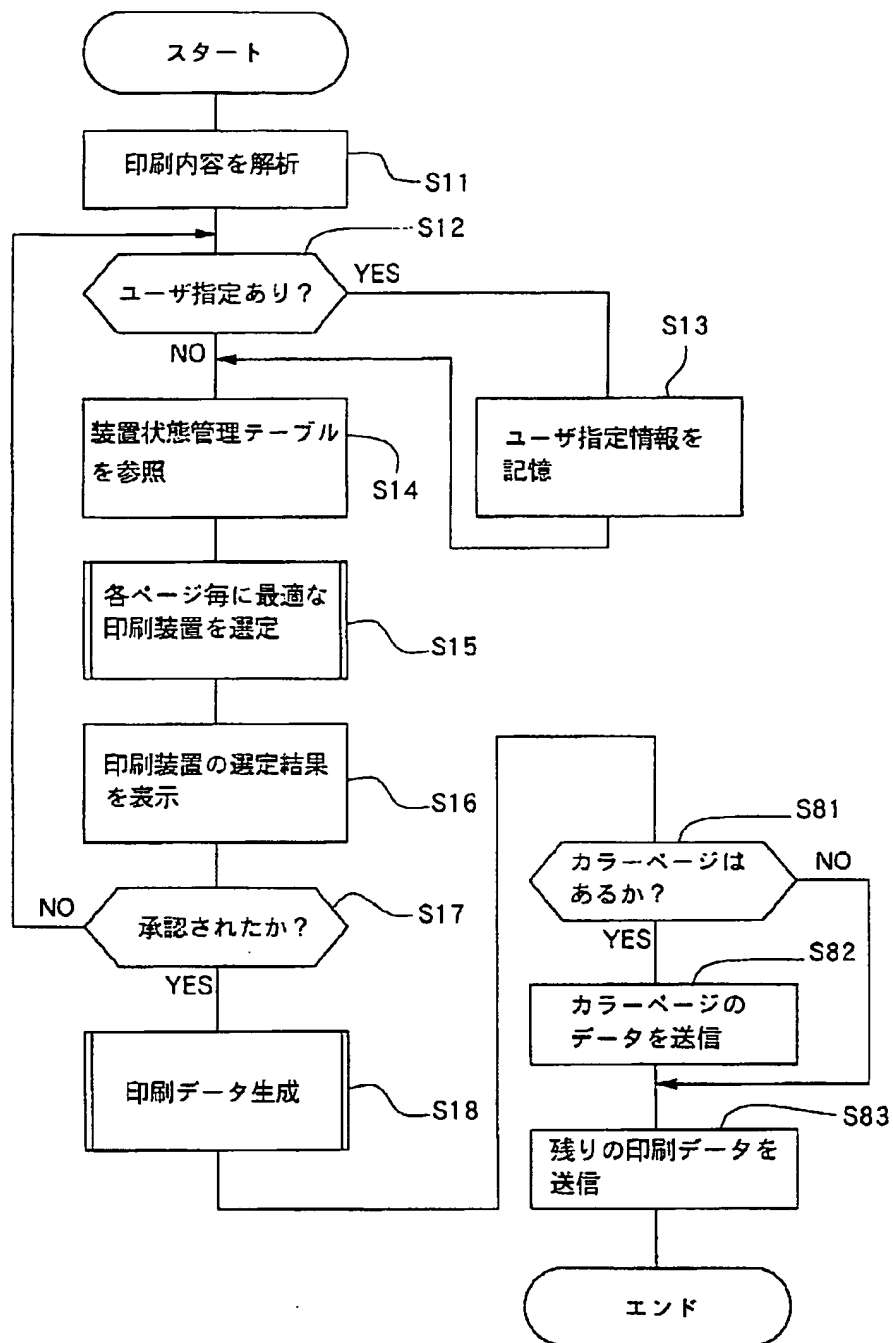 スタート
印刷内容を解析
S11
S12
ユーザ指定あり？
YES
NO
S13
ユーザ指定情報を
記憶
装置状態管理テーブル
を参照
S14
各ページ毎に最適な
印刷装置を選定
S15
印刷装置の選定結果
を表示
S16
承認されたか？
NO
S17
YES
印刷データ生成
S18
S81
カラーページは
あるか？
NO
YES
S82
カラーページの
データを送信
S83
残りの印刷データを
送信
エンド